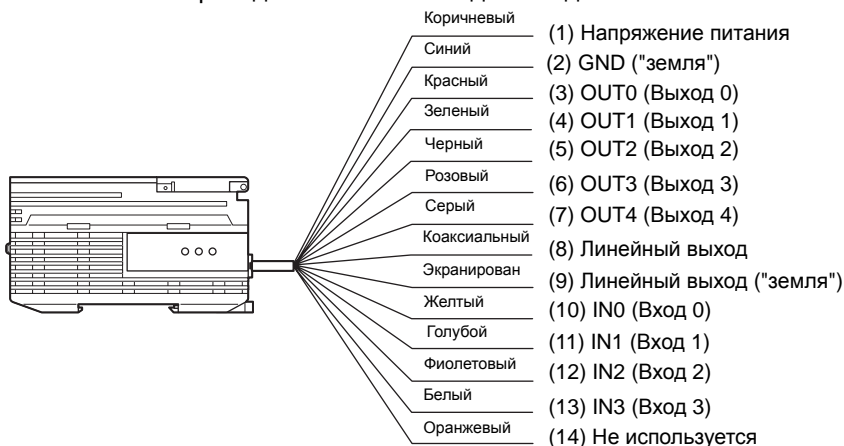 Коричневый (1) Напряжение питания
Синий (2) GND ("земля")
Красный (3) OUT0 (Выход 0)
Зеленый (4) OUT1 (Выход 1)
Черный (5) OUT2 (Выход 2)
Розовый (6) OUT3 (Выход 3)
Серый (7) OUT4 (Выход 4)
Коаксиальный (8) Линейный выход
Экранирован (9) Линейный выход ("земля")
Желтый (10) IN0 (Вход 0)
Голубой (11) IN1 (Вход 1)
Фиолетовый (12) IN2 (Вход 2)
Белый (13) IN3 (Вход 3)
Оранжевый (14) Не используется